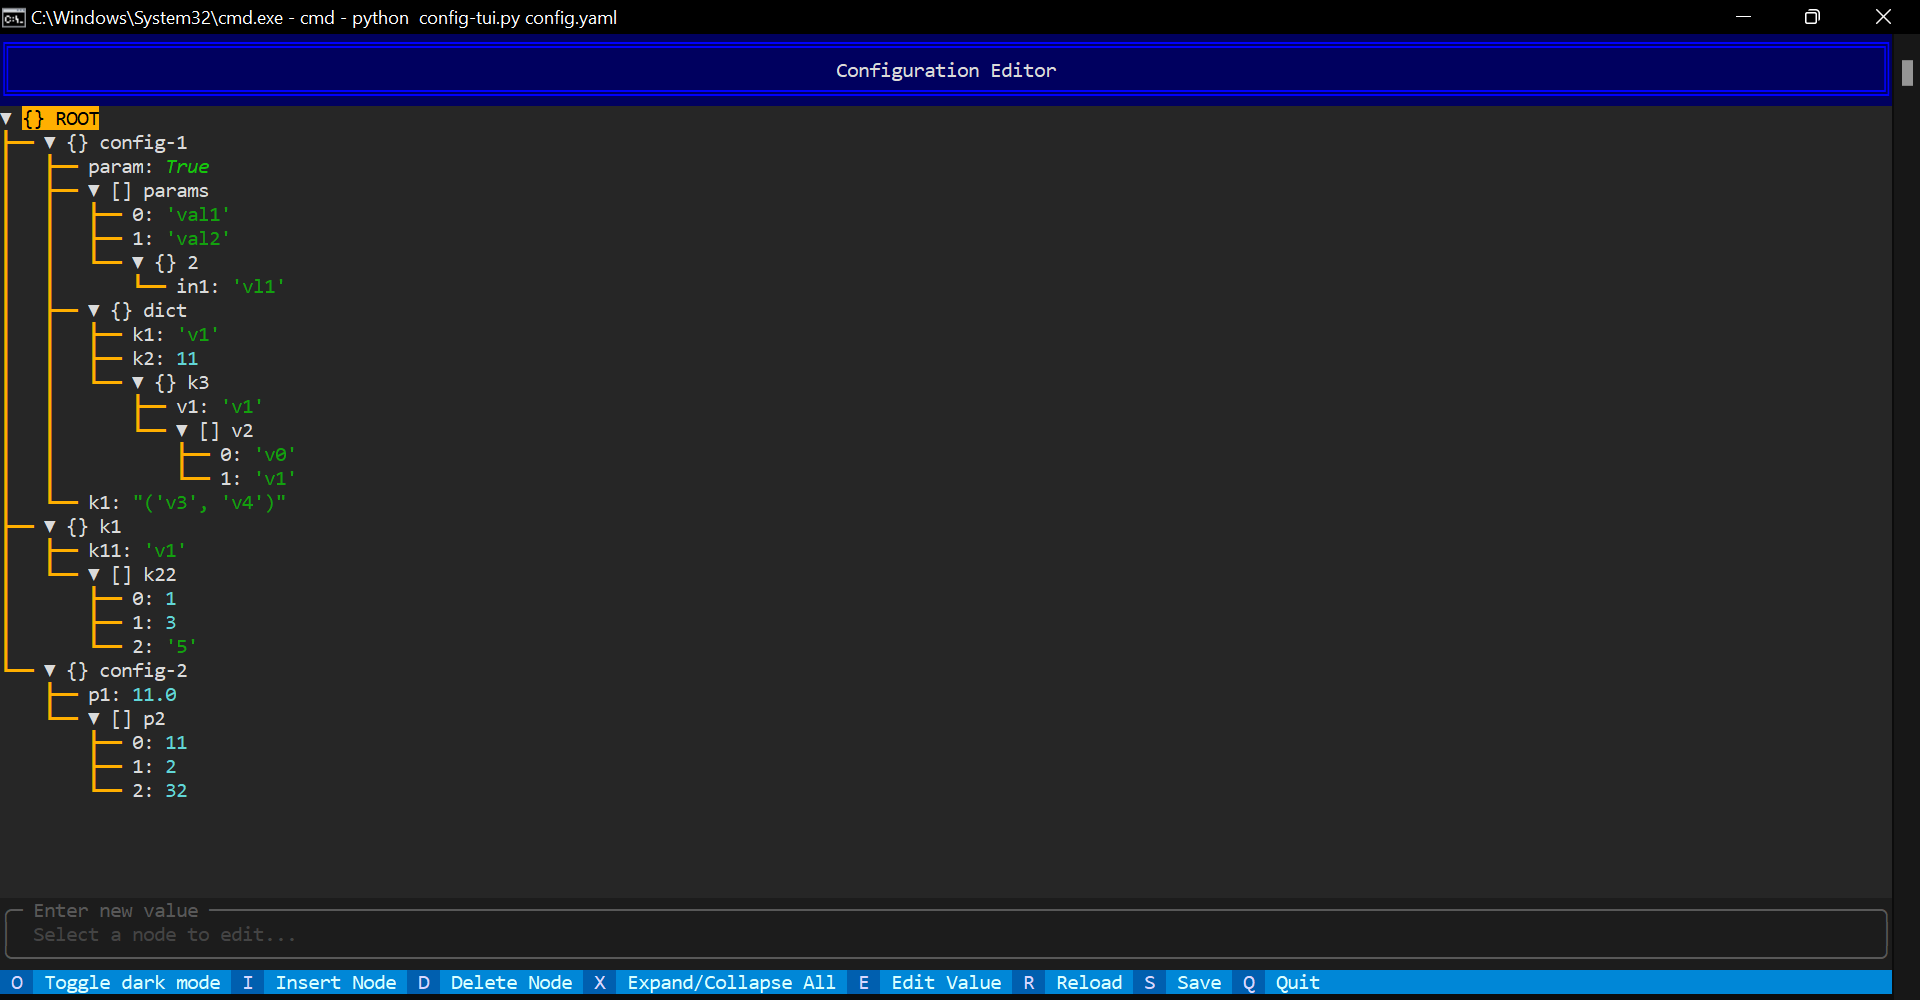 C:\Windows\System32\cmd.exe - cmd - python  config-tui.py config.yaml
Configuration Editor
▼ {} ROOT
├── ▼ {} config-1
│   ├── param: True
│   ├── ▼ [] params
│   │   ├── 0: 'val1'
│   │   ├── 1: 'val2'
│   │   └── ▼ {} 2
│   │       └── in1: 'vl1'
│   ├── ▼ {} dict
│   │   ├── k1: 'v1'
│   │   ├── k2: 11
│   │   └── ▼ {} k3
│   │       ├── v1: 'v1'
│   │       └── ▼ [] v2
│   │           ├── 0: 'v0'
│   │           └── 1: 'v1'
│   └── k1: "('v3', 'v4')"
├── ▼ {} k1
│   ├── k11: 'v1'
│   └── ▼ [] k22
│       ├── 0: 1
│       ├── 1: 3
│       └── 2: '5'
└── ▼ {} config-2
    ├── p1: 11.0
    └── ▼ [] p2
        ├── 0: 11
        ├── 1: 2
        └── 2: 32
Enter new value
Select a node to edit...
O Toggle dark mode I Insert Node D Delete Node X Expand/Collapse All E Edit Value R Reload S Save Q Quit